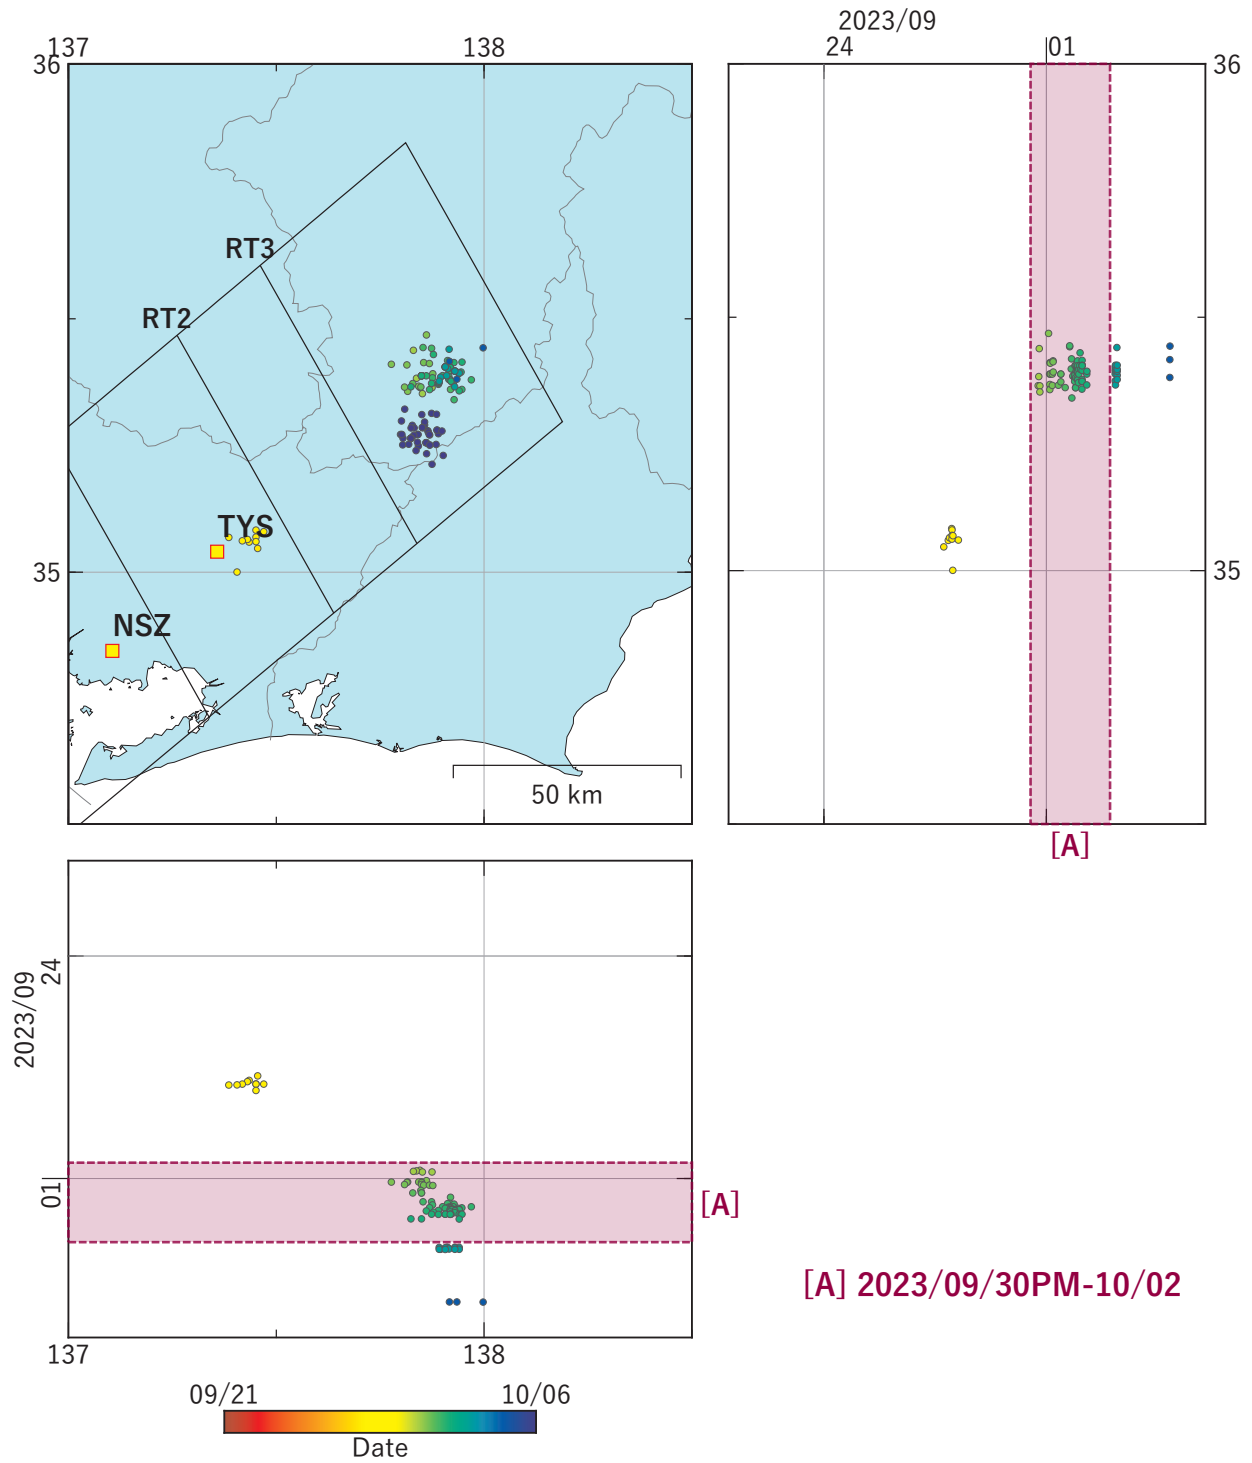 2023/09
137 138 24 01
36 36
RT3
RT2
TYS
35 35
NSZ
50 km
[A]
24
2023/09
01
[A]
[A] 2023/09/30PM-10/02
137 138
09/21 10/06
Date